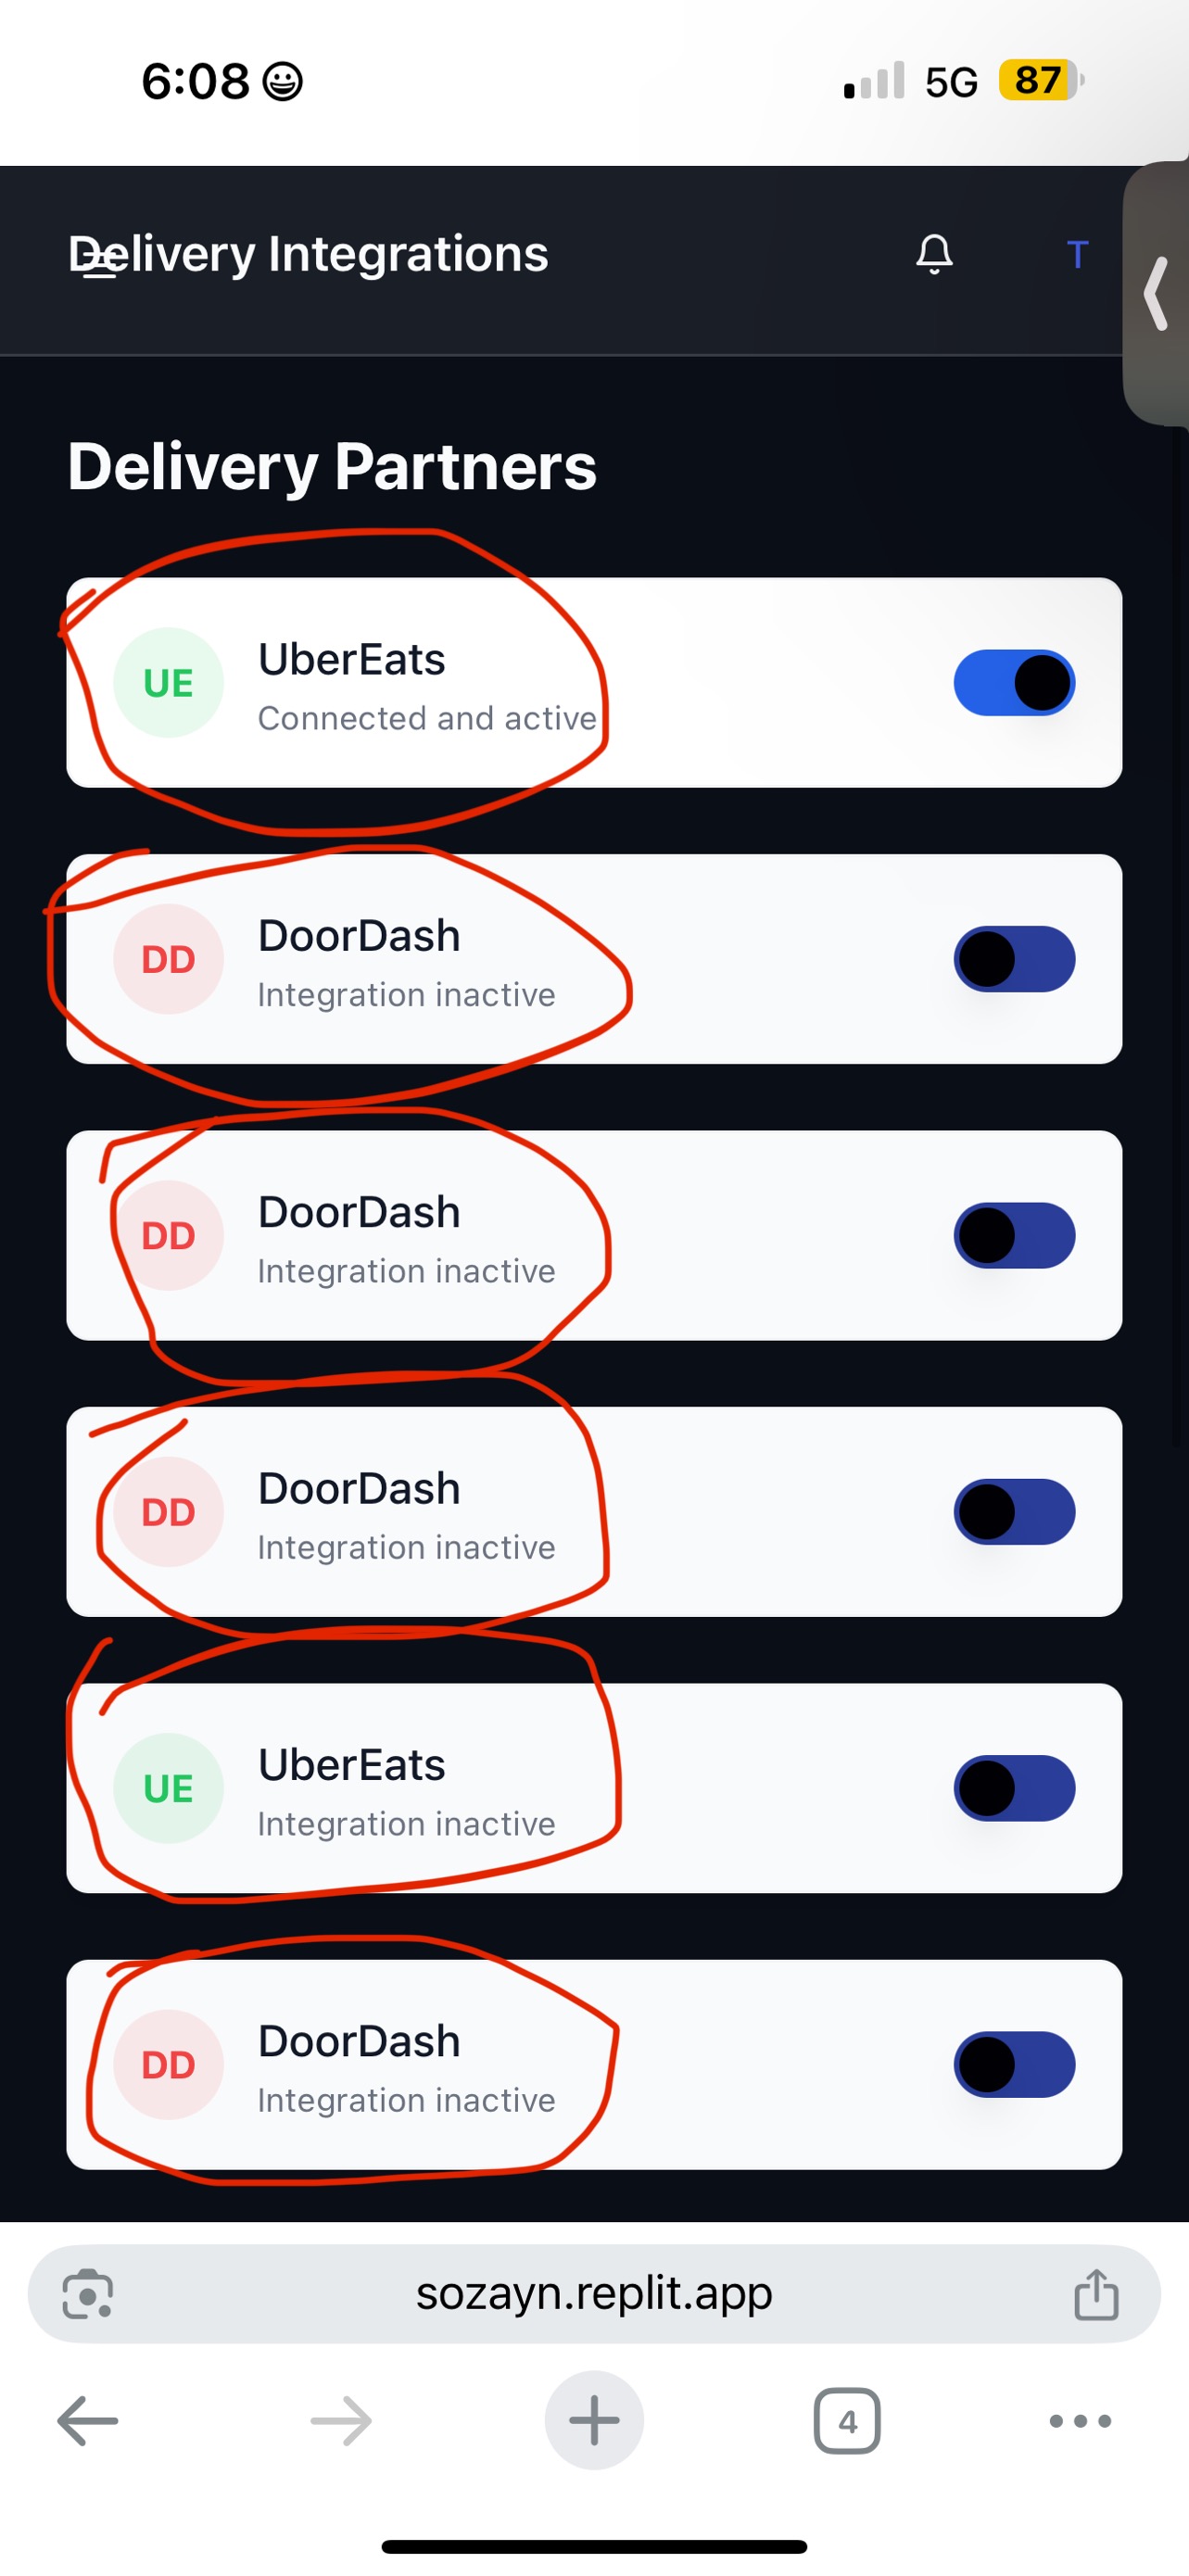 6:08
5G
87
Delivery Integrations
T
Delivery Partners
UE
UberEats
Connected and active
DD
DoorDash
Integration inactive
DD
DoorDash
Integration inactive
DD
DoorDash
Integration inactive
UE
UberEats
Integration inactive
DD
DoorDash
Integration inactive
sozayn.replit.app
4